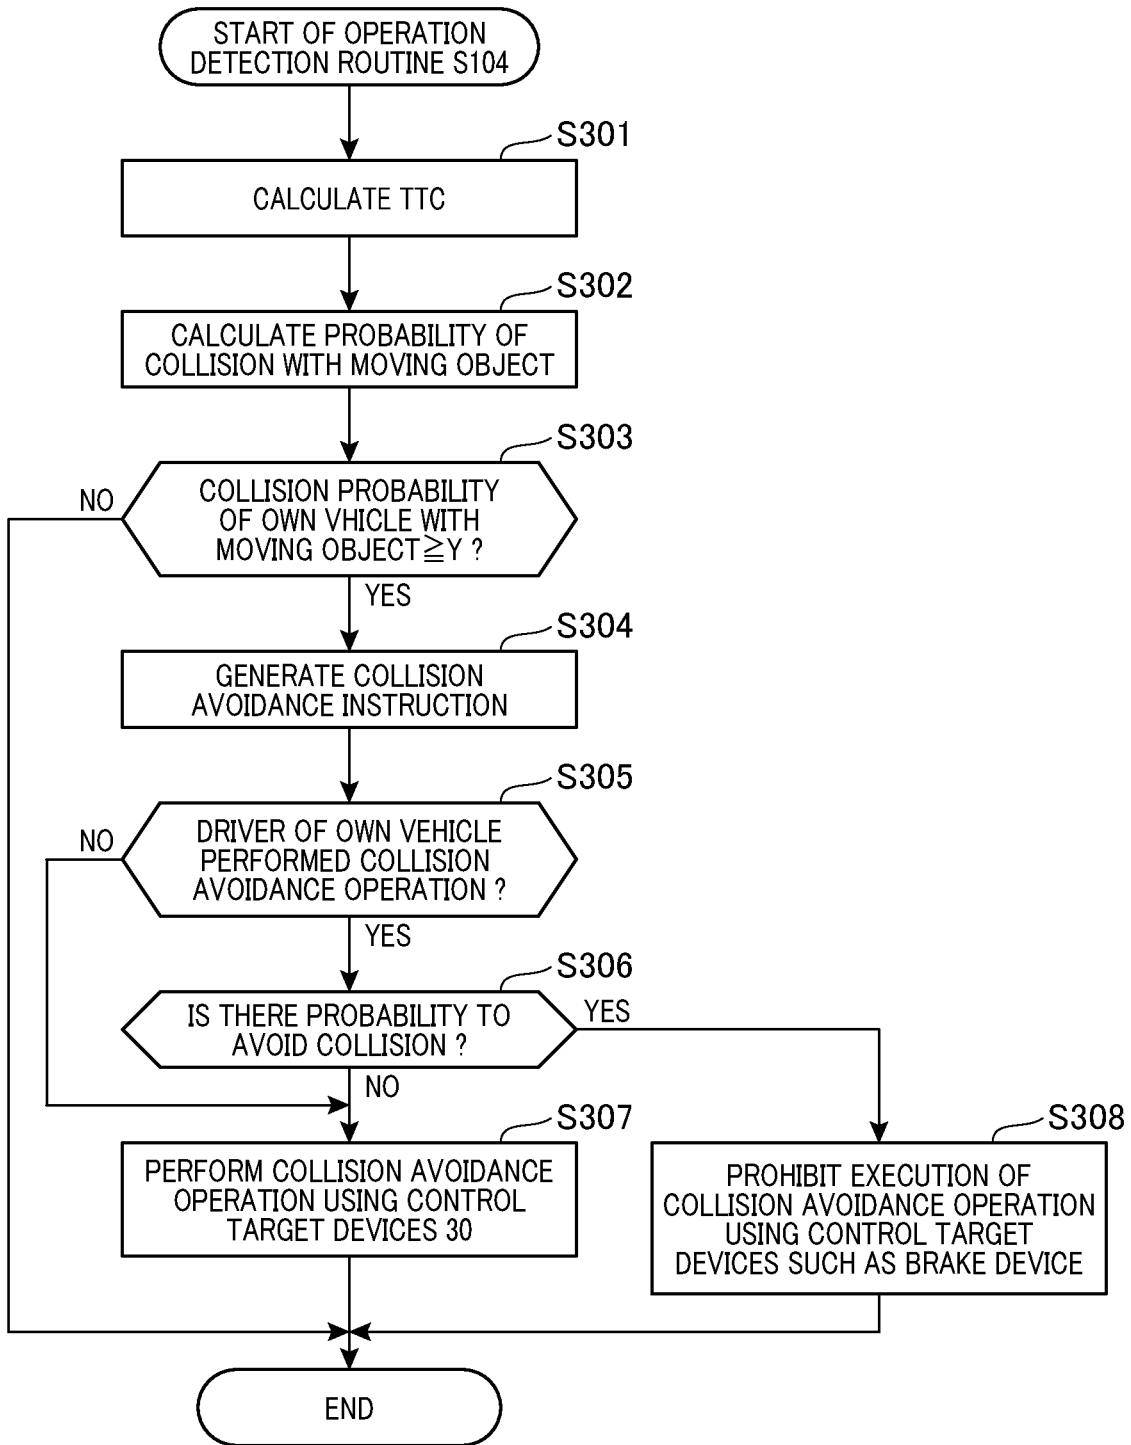 START OF OPERATION
DETECTION ROUTINE S104
S301
CALCULATE TTC
S302
CALCULATE PROBABILITY OF
COLLISION WITH MOVING OBJECT
S303
COLLISION PROBABILITY
OF OWN VHICLE WITH
MOVING OBJECT≧Y ?
NO
YES
S304
GENERATE COLLISION
AVOIDANCE INSTRUCTION
S305
DRIVER OF OWN VEHICLE
PERFORMED COLLISION
AVOIDANCE OPERATION ?
NO
YES
S306
IS THERE PROBABILITY TO
AVOID COLLISION ?
YES
NO
S307
PERFORM COLLISION AVOIDANCE
OPERATION USING CONTROL
TARGET DEVICES 30
S308
PROHIBIT EXECUTION OF
COLLISION AVOIDANCE OPERATION
USING CONTROL TARGET
DEVICES SUCH AS BRAKE DEVICE
END